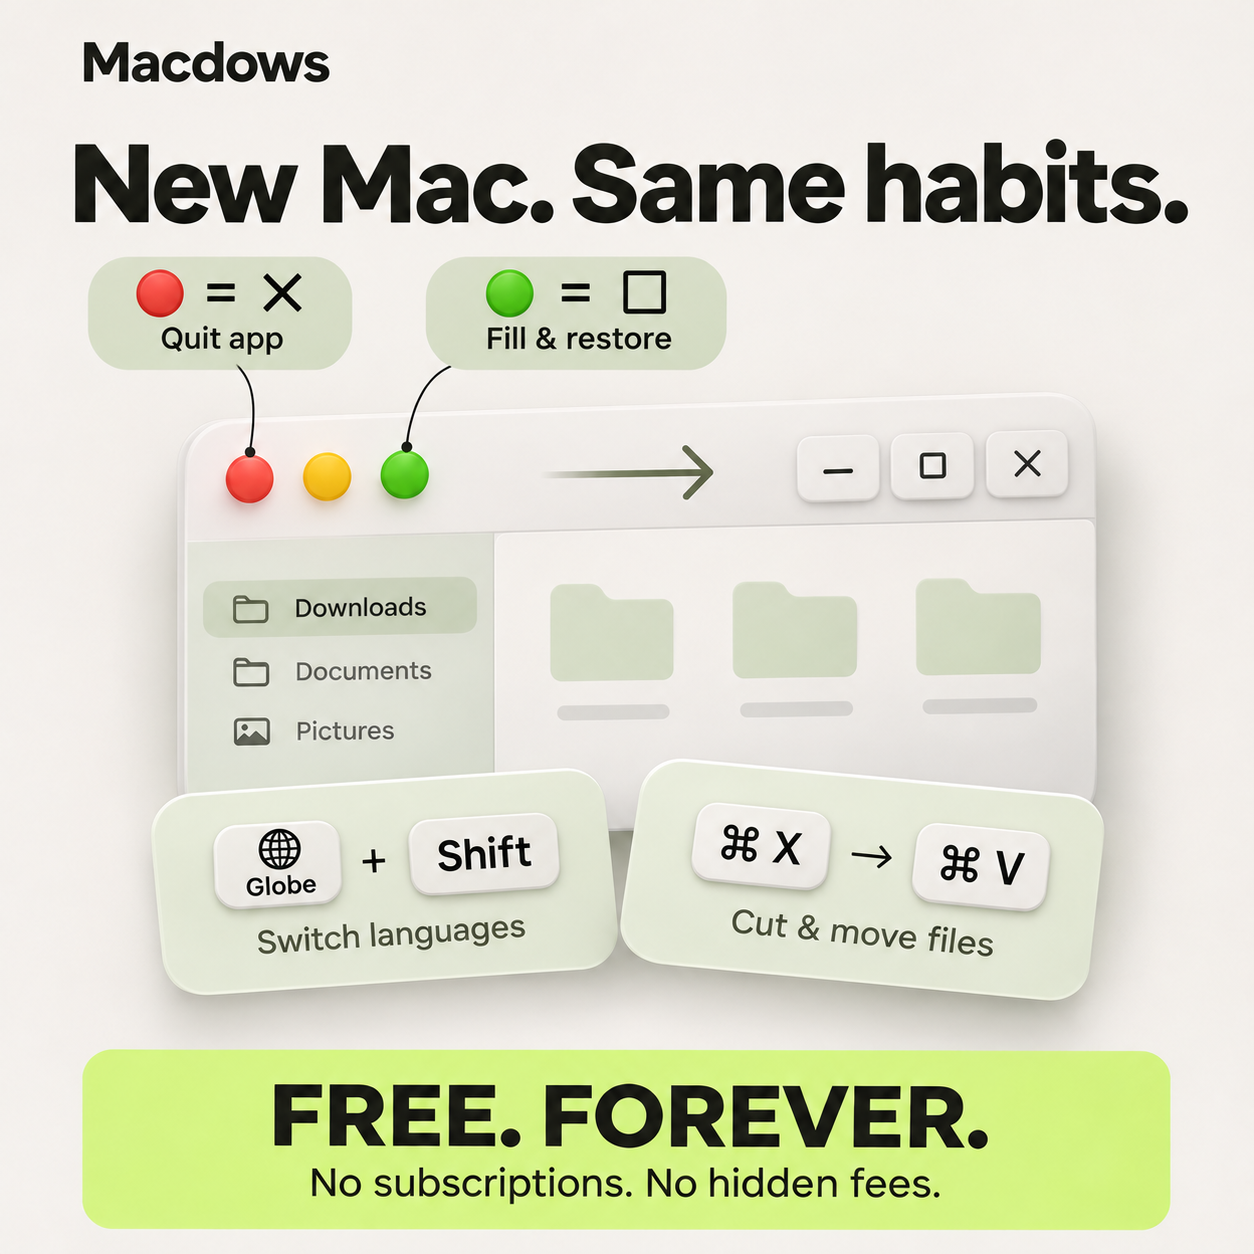 Macdows
New Mac. Same habits.
🔴 = ×
Quit app
🟢 = □
Fill & restore
Downloads
Documents
Pictures
Globe + Shift
Switch languages
⌘ X → ⌘ V
Cut & move files
FREE. FOREVER.
No subscriptions. No hidden fees.